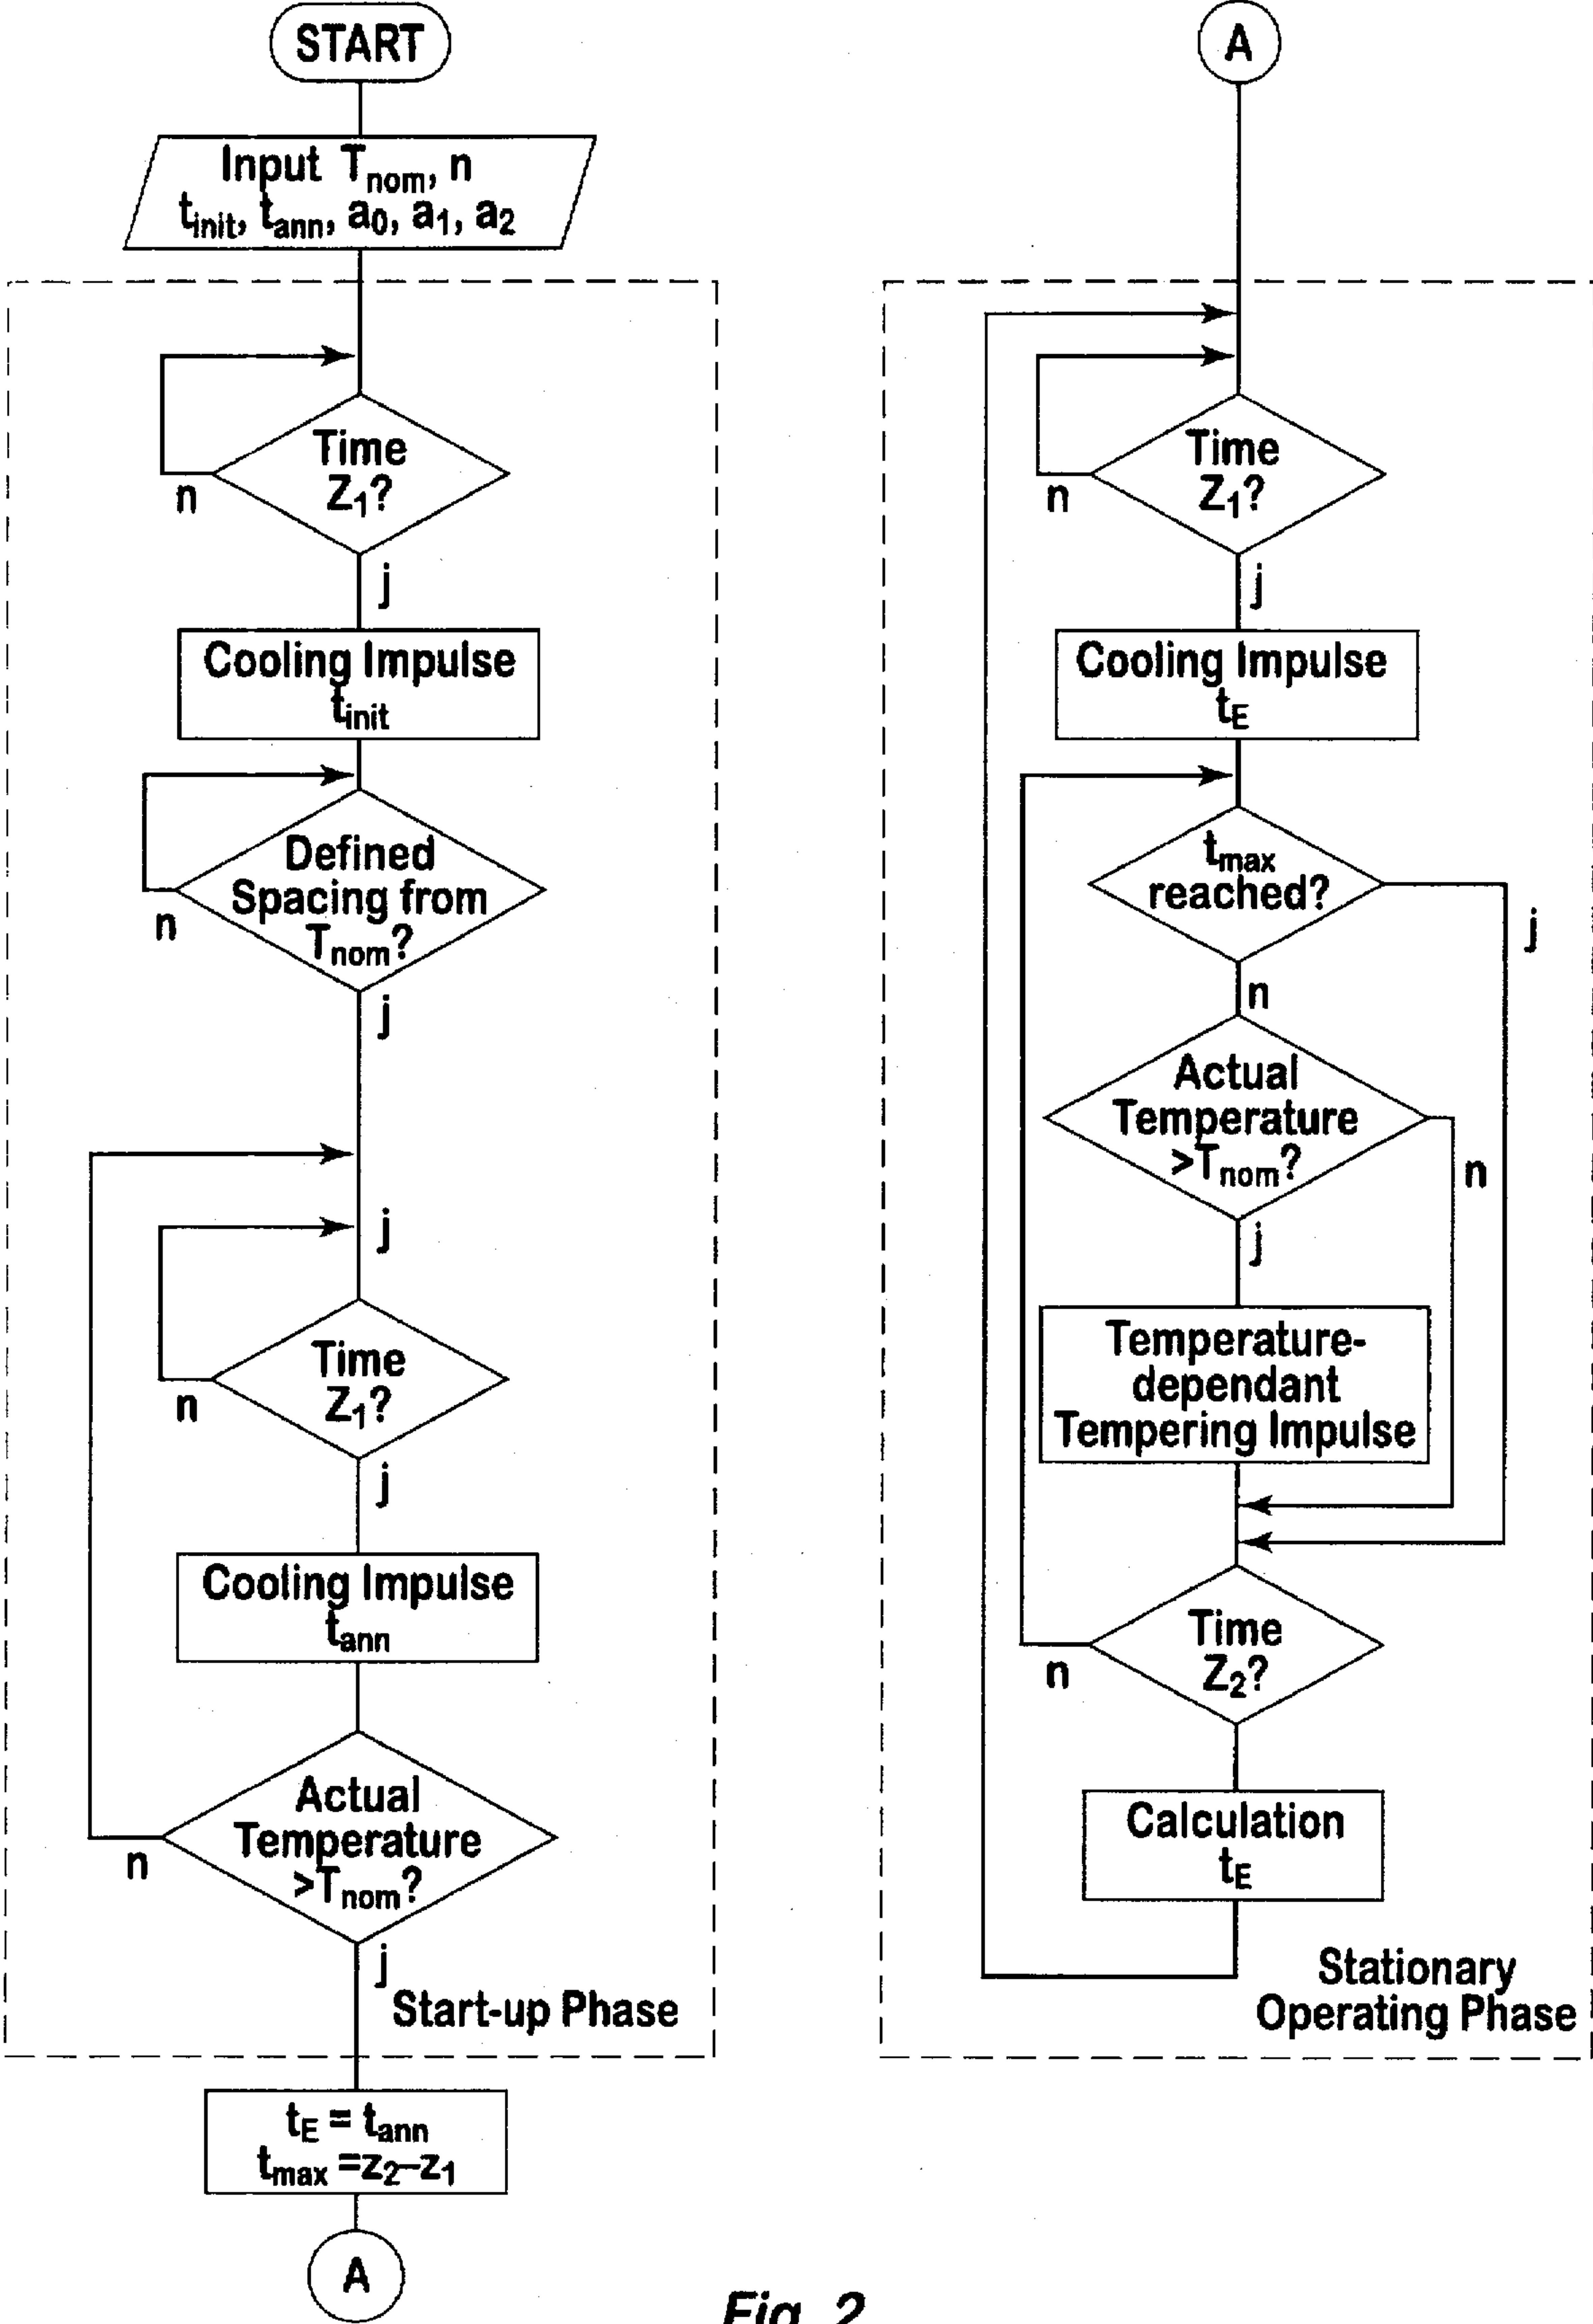 START
Input T_nom, n
t_init, t_ann, a_0, a_1, a_2
Time
Z_1?
n
j
Cooling Impulse
t_init
Defined
Spacing from
T_nom?
n
j
j
Time
Z_1?
n
j
Cooling Impulse
t_ann
Actual
Temperature
>T_nom?
n
j
Start-up Phase
t_E = t_ann
t_max =z_2–z_1
A
A
Time
Z_1?
n
j
Cooling Impulse
t_E
t_max
reached?
j
n
Actual
Temperature
>T_nom?
n
j
Temperature-
dependant
Tempering Impulse
Time
Z_2?
n
Calculation
t_E
Stationary
Operating Phase
Fig. 2